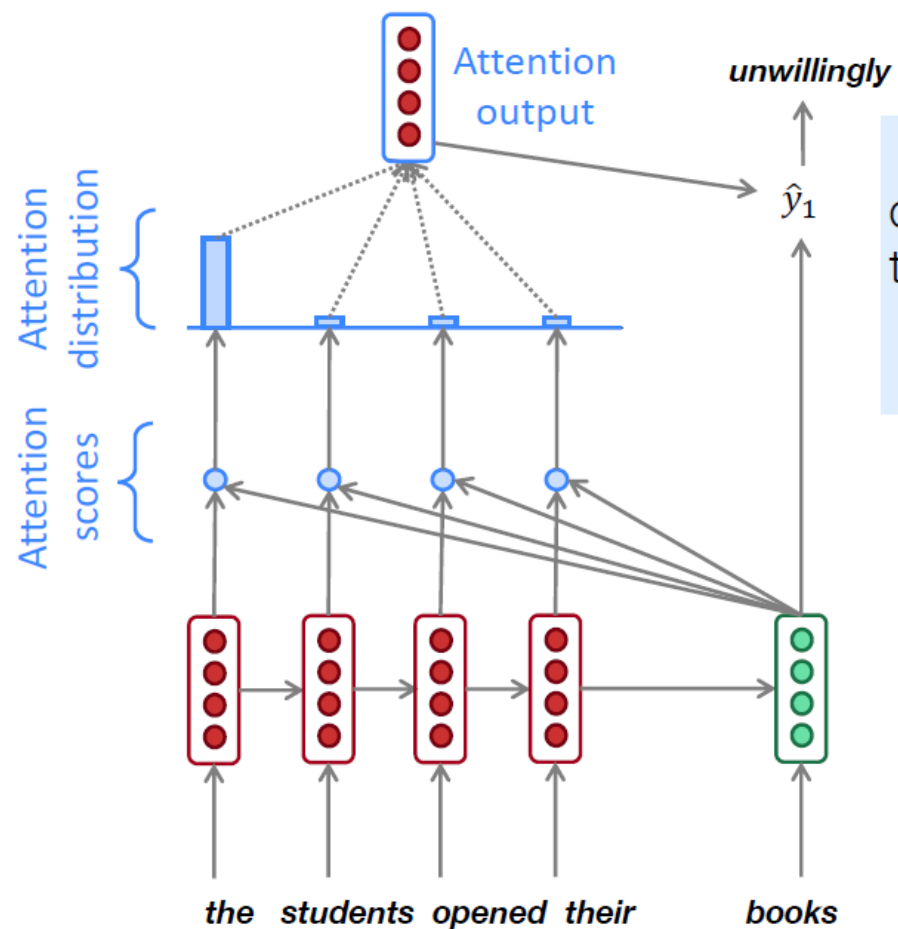 Attention
output
unwillingly
Attention
distribution
ŷ₁
Attention
scores
the students opened their books